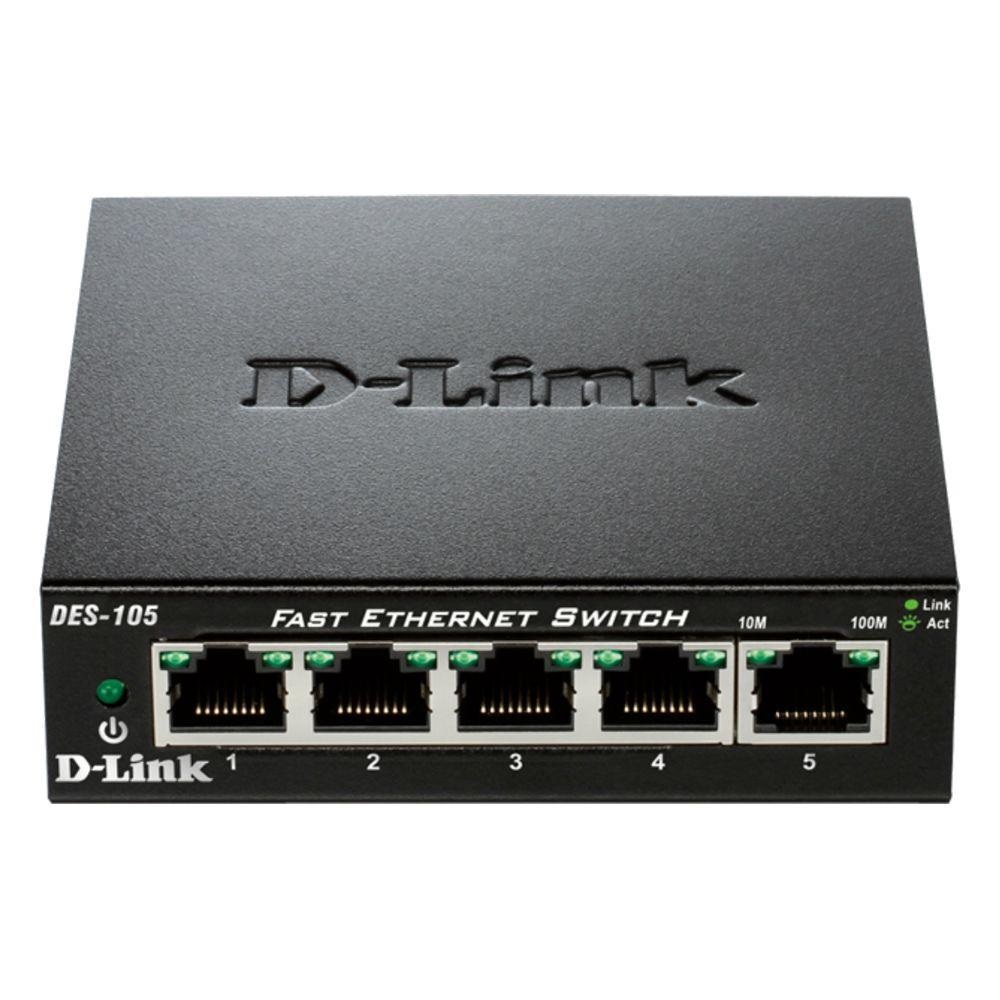 D-Link
DES-105
FAST ETHERNET SWITCH
10M
100M
Link
Act
D-Link
1
2
3
4
5